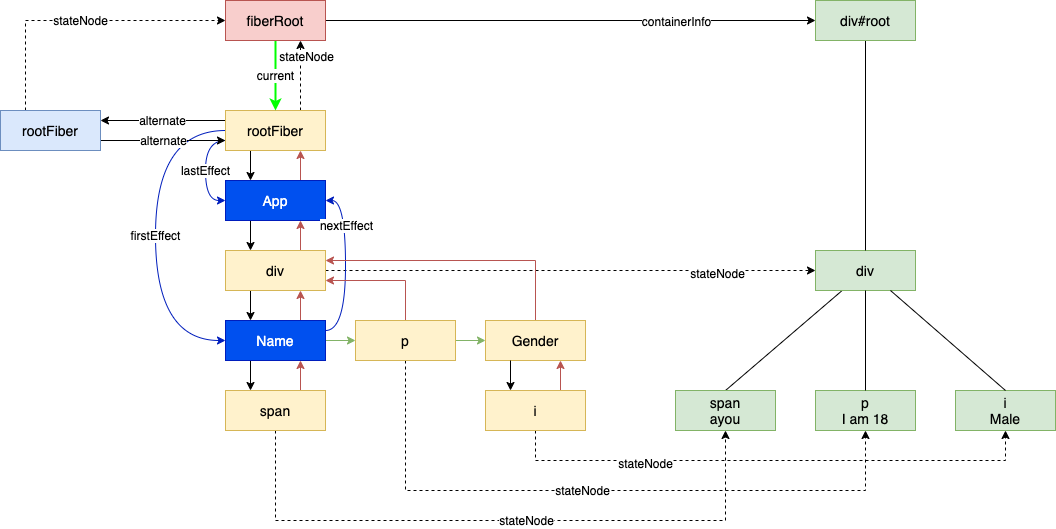 stateNode
fiberRoot
containerInfo
div#root
stateNode
current
rootFiber
alternate
rootFiber
alternate
lastEffect
App
nextEffect
firstEffect
div
stateNode
div
Name
p
Gender
span
i
span
ayou
p
I am 18
i
Male
stateNode
stateNode
stateNode